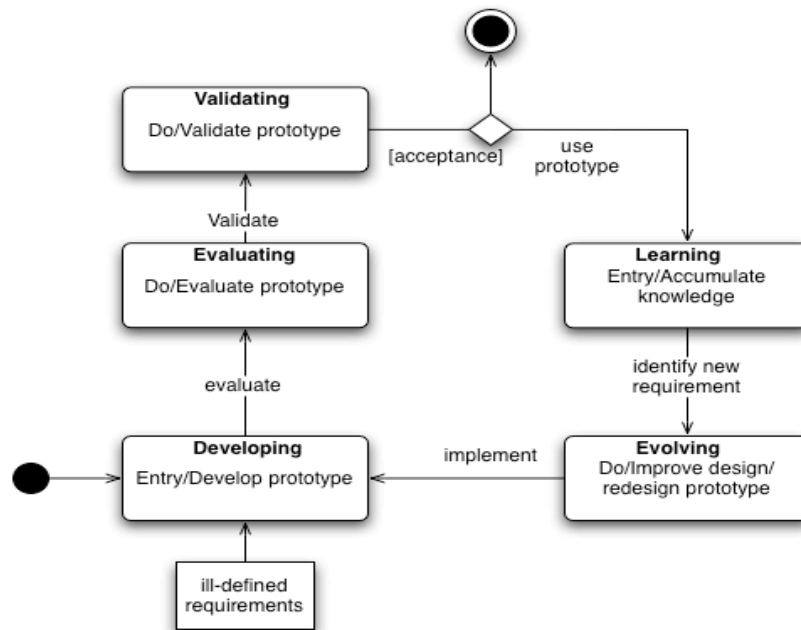 Validating
Do/Validate prototype
[acceptance]
use
prototype
Validate
Evaluating
Do/Evaluate prototype
Learning
Entry/Accumulate
knowledge
evaluate
identify new
requirement
Developing
Entry/Develop prototype
implement
Evolving
Do/Improve design/
redesign prototype
ill-defined
requirements